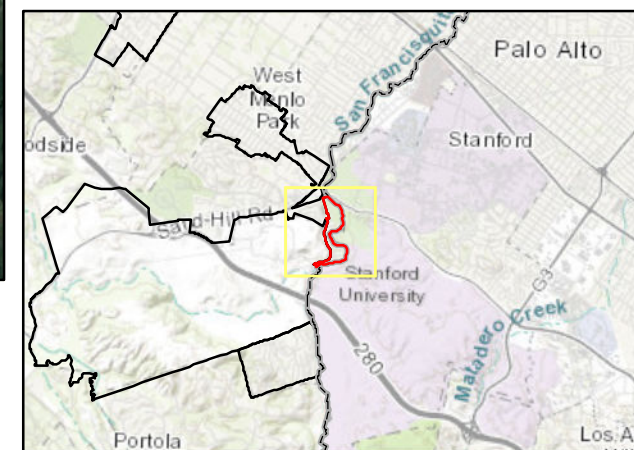 Palo Alto
San Francisquit
West
Menlo
Park
Stanford
odside
Sand-Hill Rd
Stanford
University
G3
Matadero Creek
280
Portola
Los A